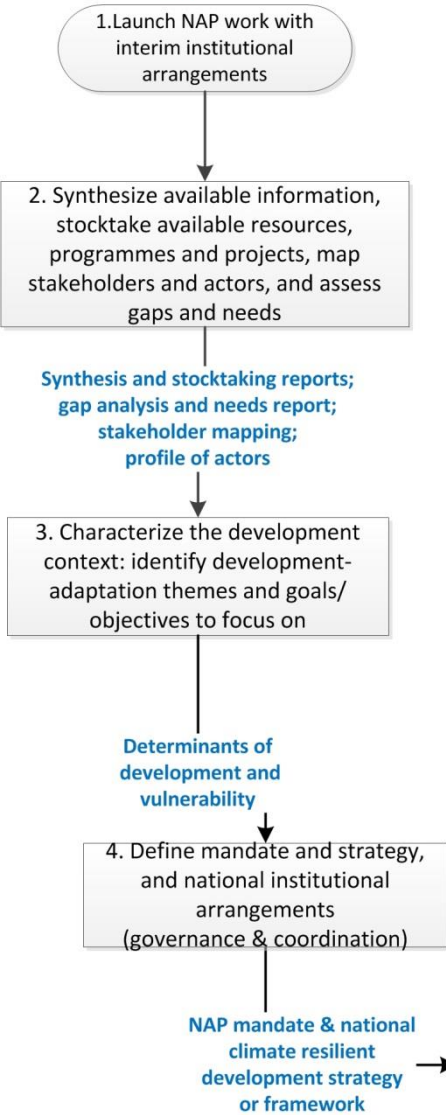 1.Launch NAP work with
interim institutional
arrangements
2. Synthesize available information,
stocktake available resources,
programmes and projects, map
stakeholders and actors, and assess
gaps and needs
Synthesis and stocktaking reports;
gap analysis and needs report;
stakeholder mapping;
profile of actors
3. Characterize the development
context: identify development-
adaptation themes and goals/
objectives to focus on
Determinants of
development and
vulnerability
4. Define mandate and strategy,
and national institutional
arrangements
(governance & coordination)
NAP mandate & national
climate resilient
development strategy
or framework